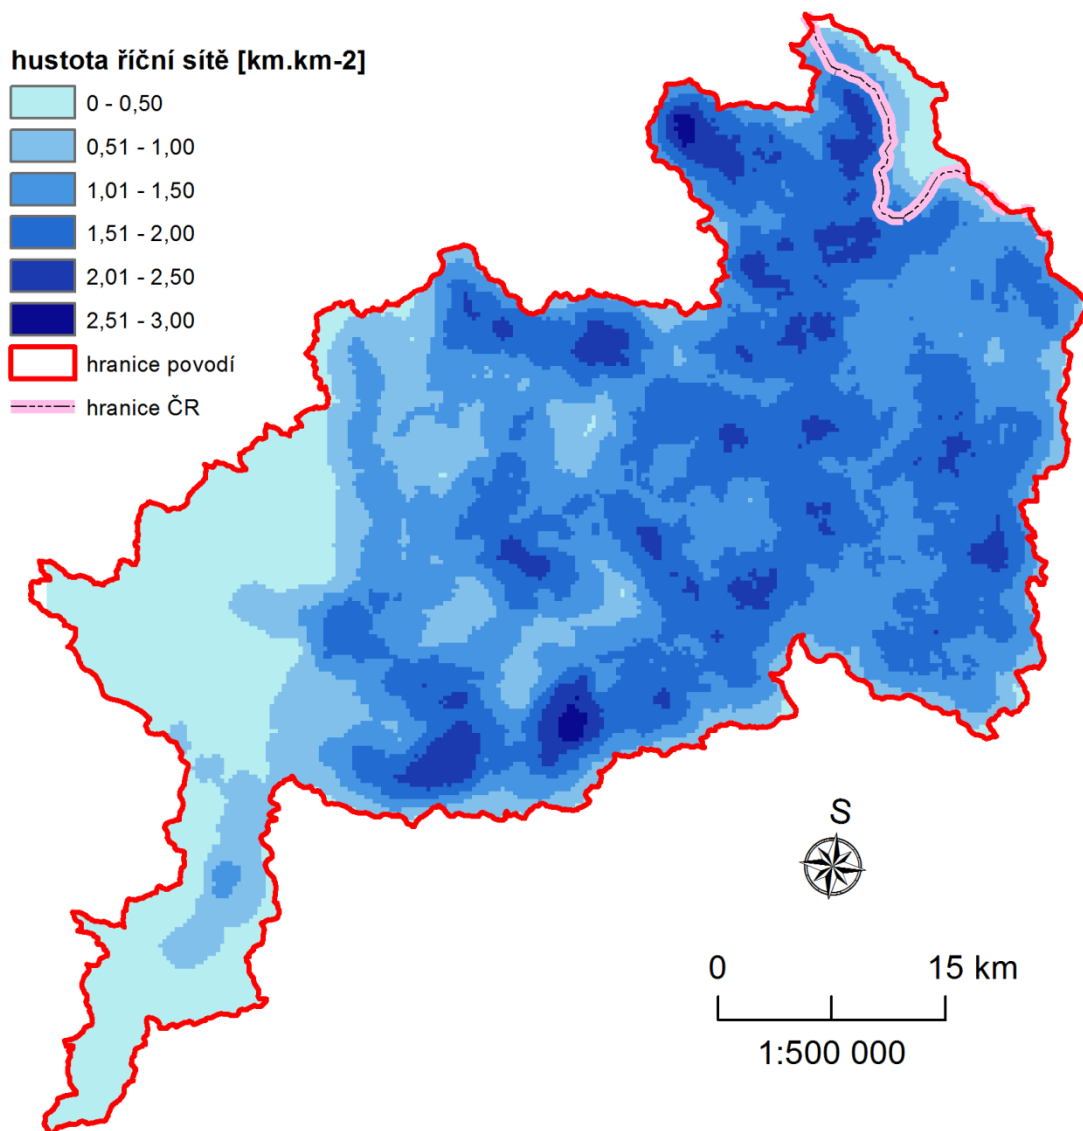 hustota říční sítě [km.km-2]
0 - 0,50
0,51 - 1,00
1,01 - 1,50
1,51 - 2,00
2,01 - 2,50
2,51 - 3,00
hranice povodí
hranice ČR
S
0 15 km
1:500 000